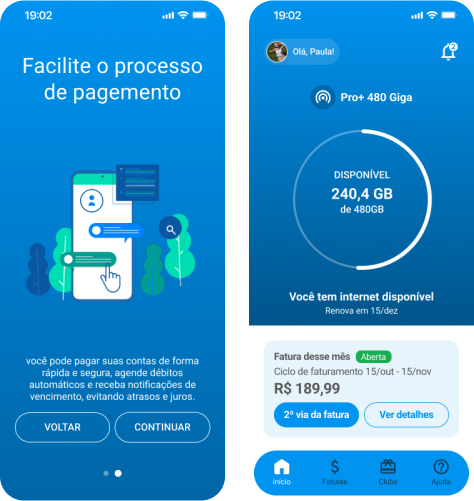 19:02
Facilite o processo
de pagemento
você pode pagar suas contas de forma
rápida e segura, agende débitos
automáticos e receba notificações de
vencimento, evitando atrasos e juros.
VOLTAR
CONTINUAR
19:02
Olá, Paula!
2
Pro+ 480 Giga
DISPONÍVEL
240,4 GB
de 480GB
Você tem internet disponível
Renova em 15/dez
Fatura desse mês
Aberta
Ciclo de faturamento 15/out - 15/nov
R$ 189,99
2ª via da fatura
Ver detalhes
início
Faturas
Clube
Ajuda